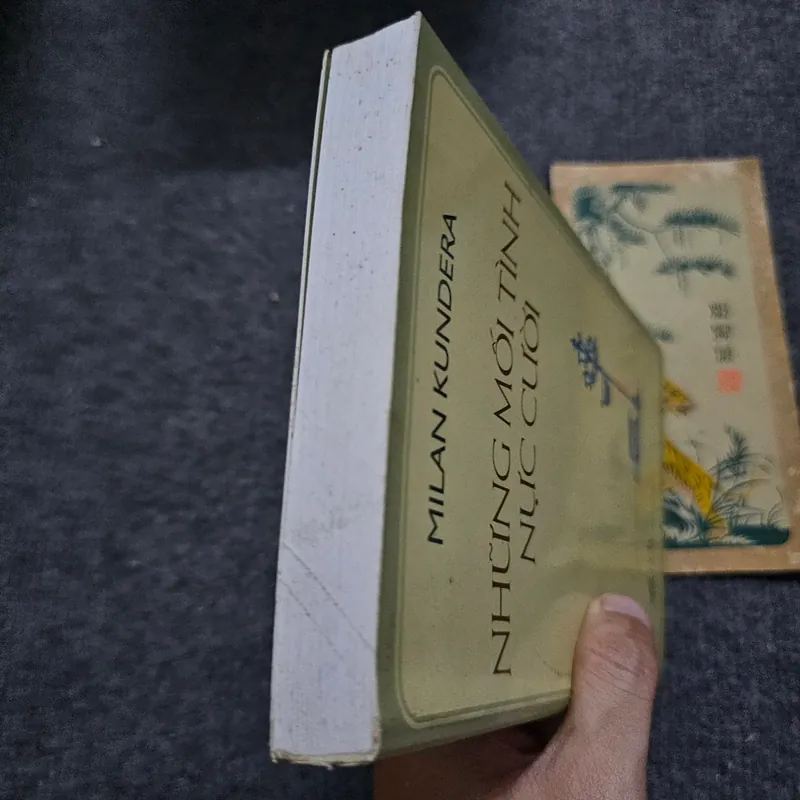 MILAN KUNDERA
NHỮNG MỐI TÌNH
NỰC CƯỜI